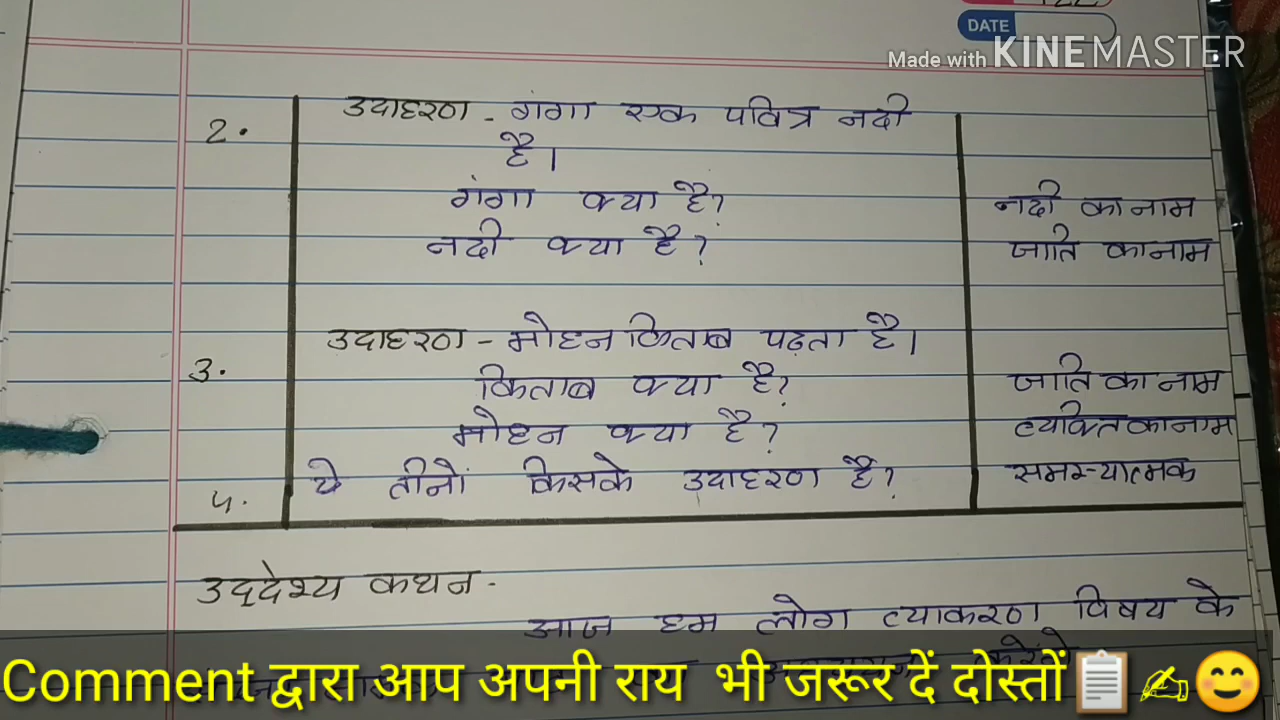 DATE
Made with KINEMASTER
2. उदाहरण - गंगा एक पवित्र नदी
है।
गंगा क्या है? नदी का नाम
नदी क्या है? जाति का नाम
उदाहरण - मोहन किताब पढ़ता है।
3. किताब क्या है? जाति का नाम
मोहन क्या है? व्यक्ति का नाम
4. ये तीनों किसके उदाहरण है? समस्यात्मक
उद्देश्य कथन -
आज हम लोग व्याकरण विषय के
करेंगे
Comment द्वारा आप अपनी राय भी जरूर दें दोस्तों📋✍😊